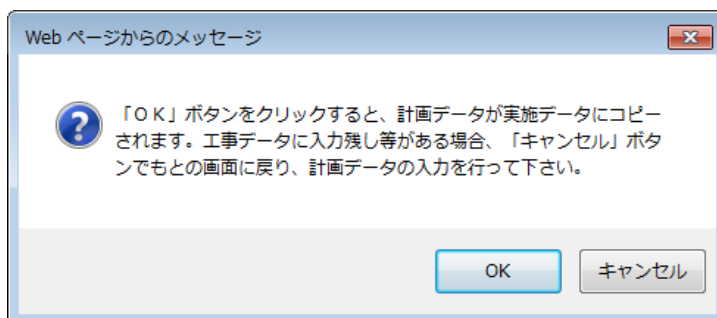 Web ページからのメッセージ
「ＯＫ」ボタンをクリックすると、計画データが実施データにコピー
されます。工事データに入力残し等がある場合、「キャンセル」ボタ
ンでもとの画面に戻り、計画データの入力を行って下さい。
OK
キャンセル